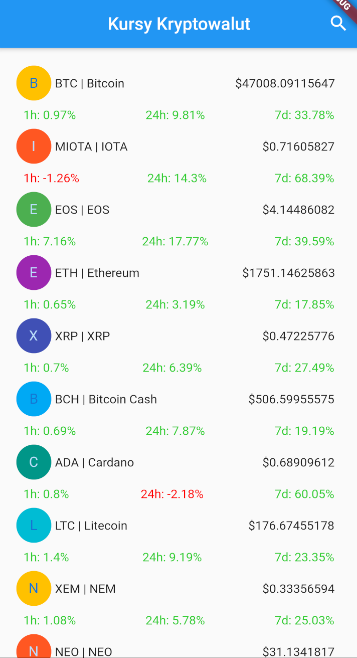 Kursy Kryptowalut
B BTC | Bitcoin $47008.09115647
1h: 0.97% 24h: 9.81% 7d: 33.78%
I MIOTA | IOTA $0.71605827
1h: -1.26% 24h: 14.3% 7d: 68.39%
E EOS | EOS $4.14486082
1h: 7.16% 24h: 17.77% 7d: 39.59%
E ETH | Ethereum $1751.14625863
1h: 0.65% 24h: 3.19% 7d: 17.85%
X XRP | XRP $0.47225776
1h: 0.7% 24h: 6.39% 7d: 27.49%
B BCH | Bitcoin Cash $506.59955575
1h: 0.69% 24h: 7.87% 7d: 19.19%
C ADA | Cardano $0.68909612
1h: 0.8% 24h: -2.18% 7d: 60.05%
L LTC | Litecoin $176.67455178
1h: 1.4% 24h: 9.19% 7d: 23.35%
N XEM | NEM $0.33356594
1h: 1.08% 24h: 5.78% 7d: 25.03%
N NEO | NEO $31.1341817